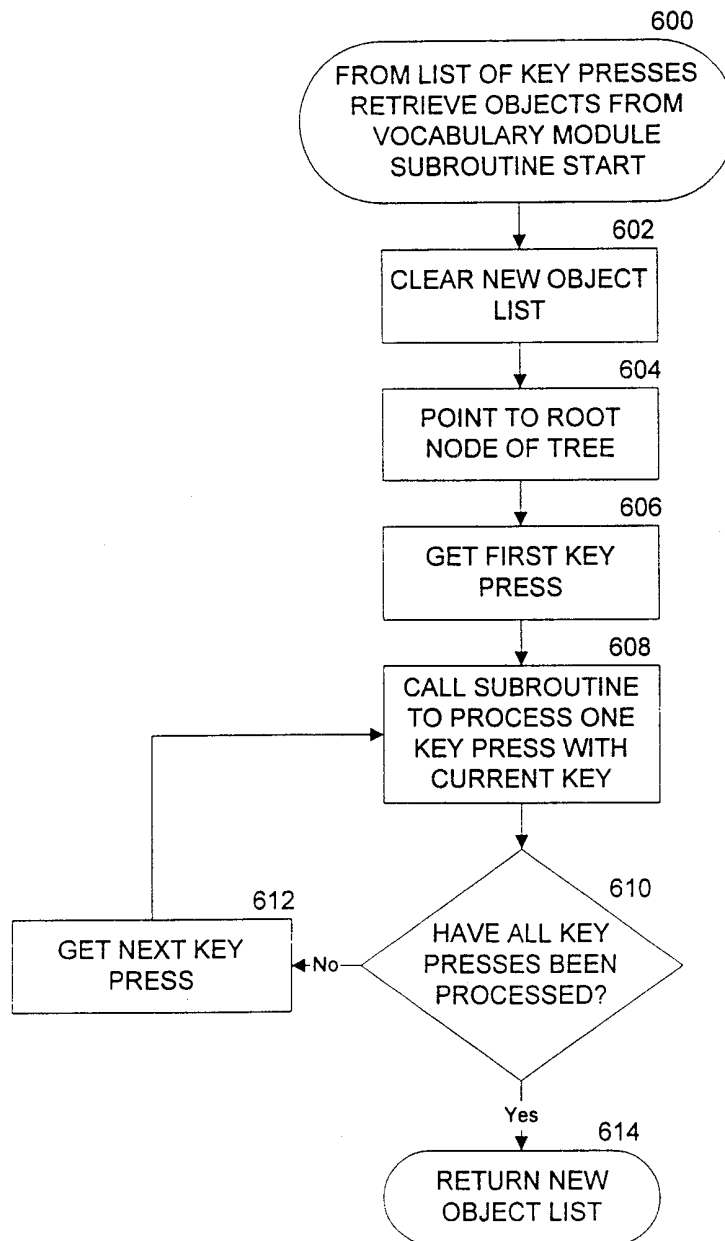 600
FROM LIST OF KEY PRESSES
RETRIEVE OBJECTS FROM
VOCABULARY MODULE
SUBROUTINE START
602
CLEAR NEW OBJECT
LIST
604
POINT TO ROOT
NODE OF TREE
606
GET FIRST KEY
PRESS
608
CALL SUBROUTINE
TO PROCESS ONE
KEY PRESS WITH
CURRENT KEY
610
HAVE ALL KEY
PRESSES BEEN
PROCESSED?
No
612
GET NEXT KEY
PRESS
Yes
614
RETURN NEW
OBJECT LIST